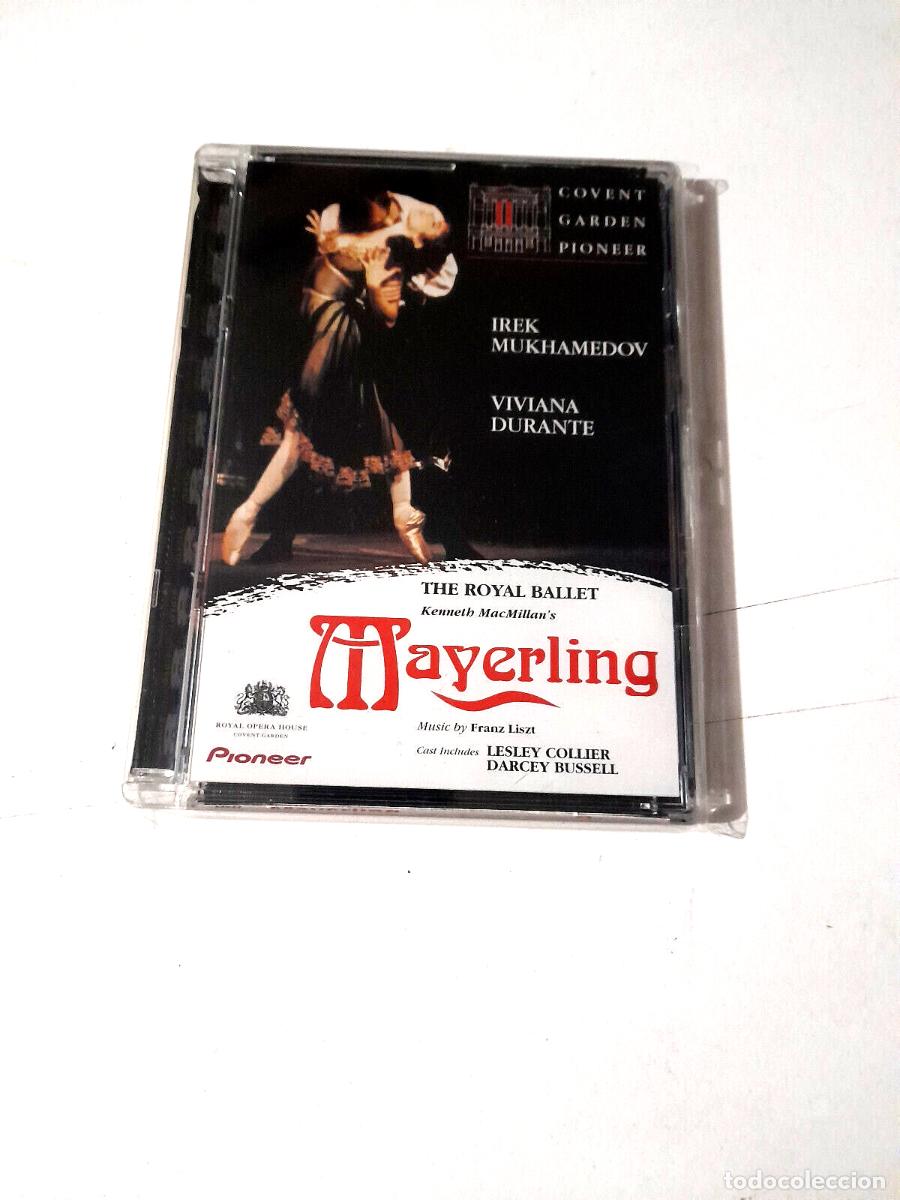 COVENT
GARDEN
PIONEER
IREK
MUKHAMEDOV
VIVIANA
DURANTE
THE ROYAL BALLET
Kenneth MacMillan's
Mayerling
ROYAL OPERA HOUSE
COVENT GARDEN
Music by Franz Liszt
Pioneer
Cast Includes LESLEY COLLIER
DARCEY BUSSELL
todocoleccion